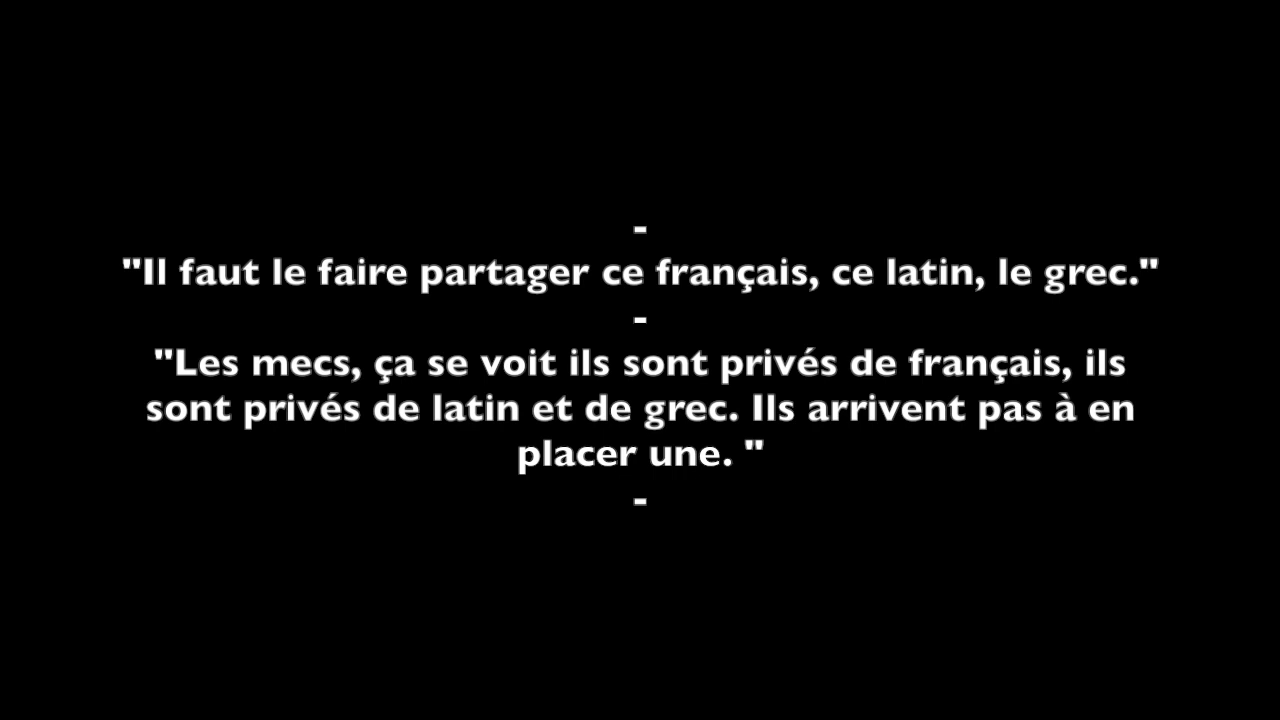 -
"Il faut le faire partager ce français, ce latin, le grec."
-
"Les mecs, ça se voit ils sont privés de français, ils
sont privés de latin et de grec. Ils arrivent pas à en
placer une. "
-